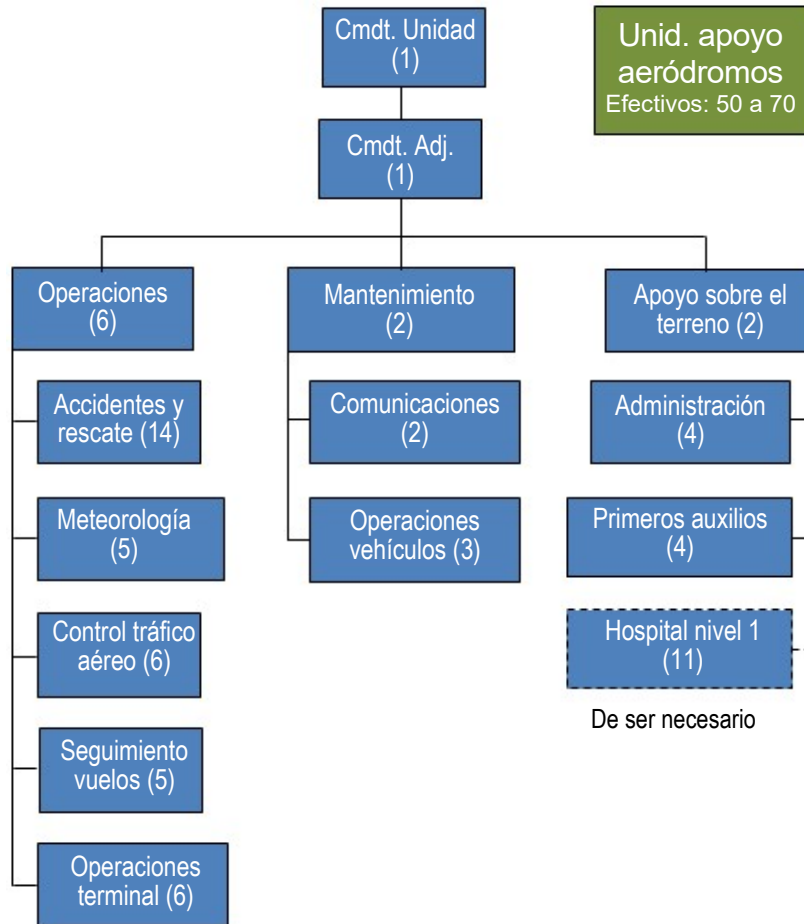 Cmdt. Unidad
(1)
Unid. apoyo
aeródromos
Efectivos: 50 a 70
Cmdt. Adj.
(1)
Operaciones
(6)
Mantenimiento
(2)
Apoyo sobre el
terreno (2)
Accidentes y
rescate (14)
Comunicaciones
(2)
Administración
(4)
Meteorología
(5)
Operaciones
vehículos (3)
Primeros auxilios
(4)
Control tráfico
aéreo (6)
Hospital nivel 1
(11)
De ser necesario
Seguimiento
vuelos (5)
Operaciones
terminal (6)